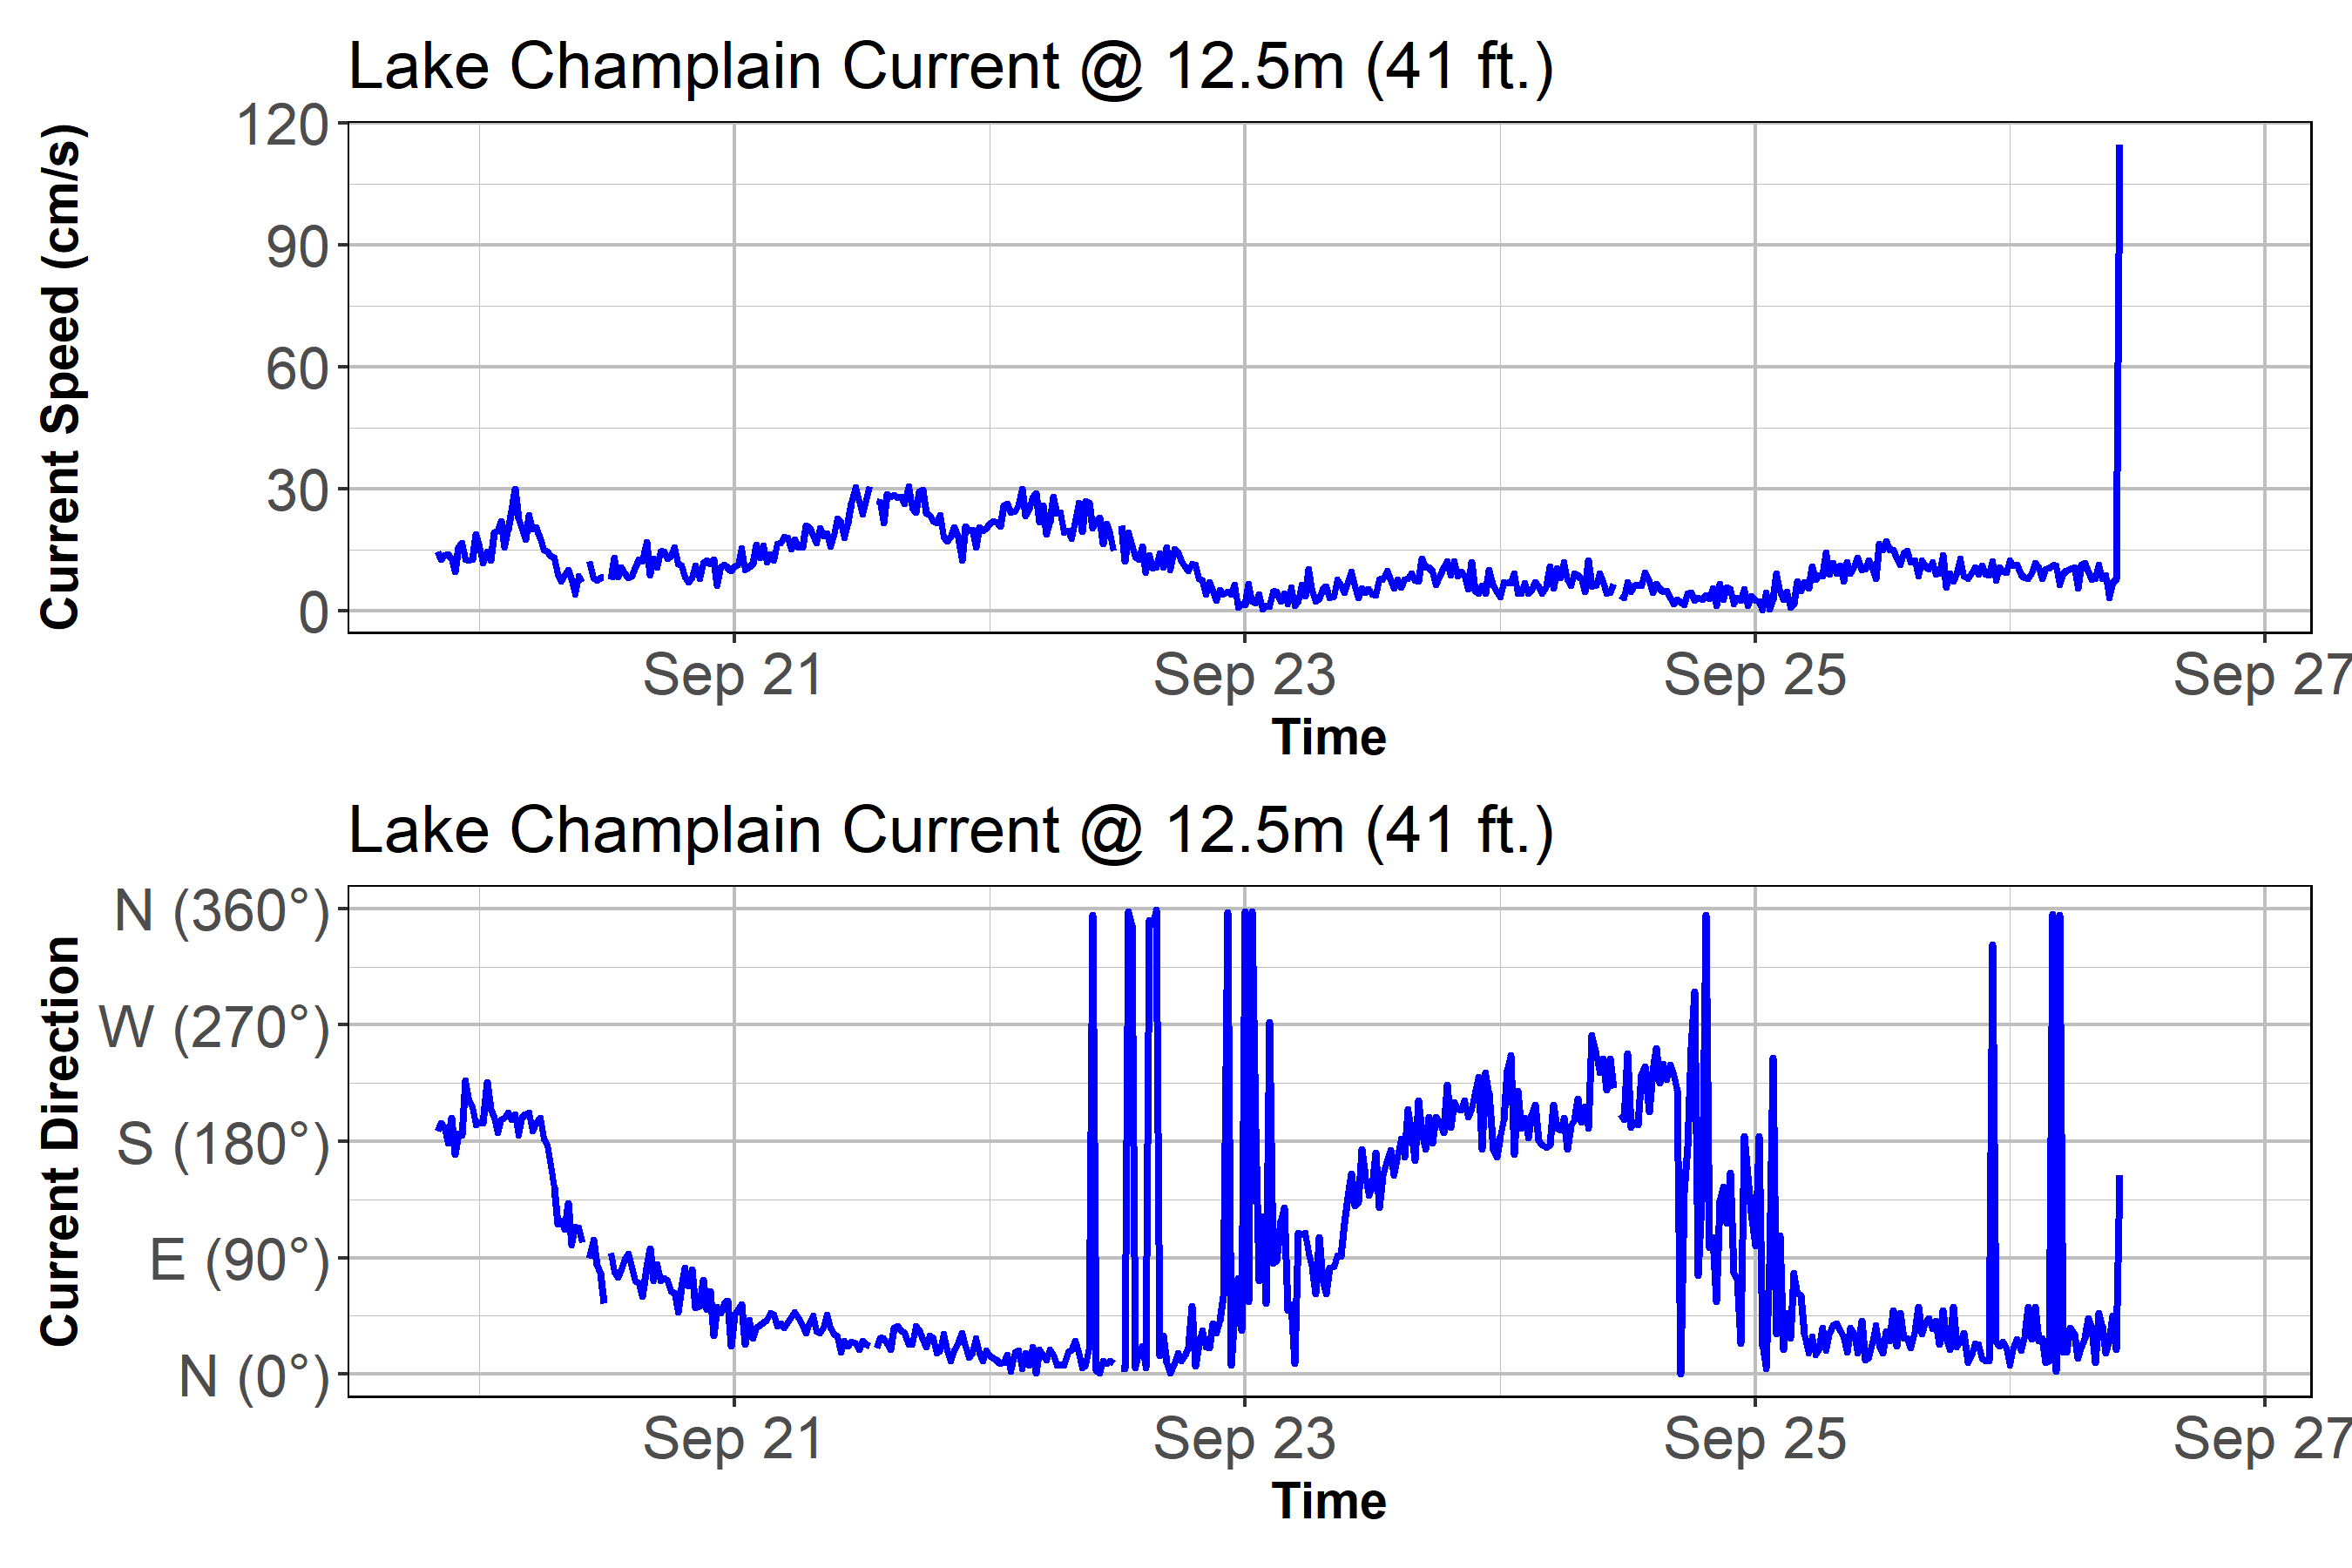 Lake Champlain Current @ 12.5m (41 ft.)
Current Speed (cm/s)
120
90
60
30
0
Sep 21 Sep 23 Sep 25 Sep 27
Time
Lake Champlain Current @ 12.5m (41 ft.)
Current Direction
N (360°)
W (270°)
S (180°)
E (90°)
N (0°)
Sep 21 Sep 23 Sep 25 Sep 27
Time